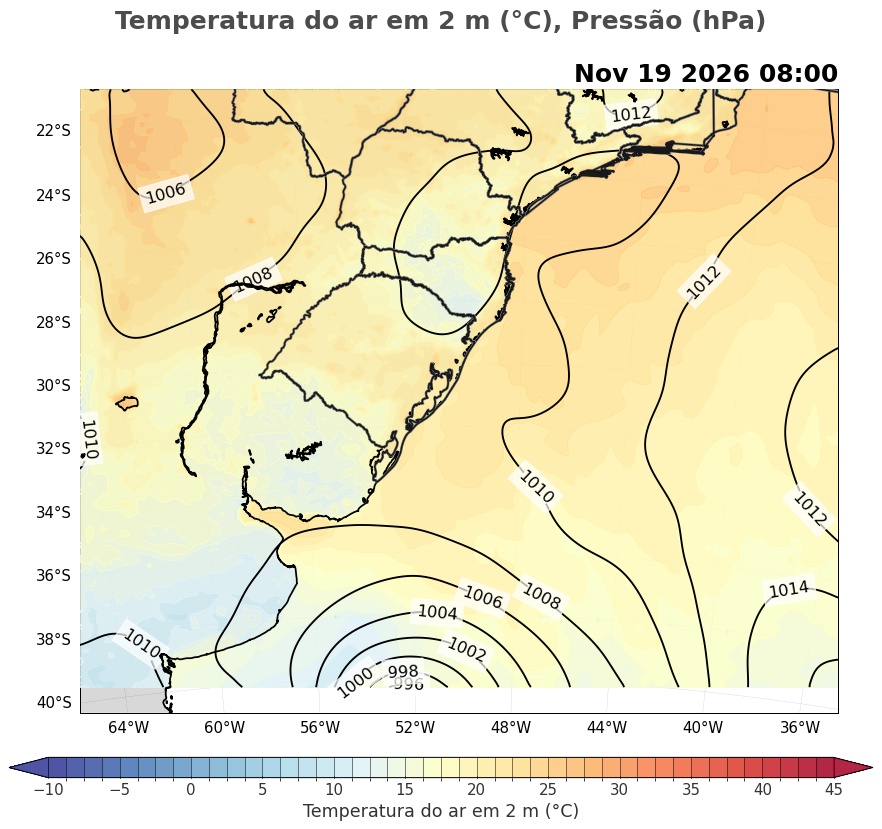 Temperatura do ar em 2 m (°C), Pressão (hPa)
Nov 19 2026 08:00
1012
22°S
1006
24°S
26°S
1008
1012
28°S
30°S
1010
32°S
1010
1012
34°S
36°S
1006
1008
1014
1004
38°S
1010
1002
998
1000
996
40°S
64°W 60°W 56°W 52°W 48°W 44°W 40°W 36°W
−10 −5 0 5 10 15 20 25 30 35 40 45
Temperatura do ar em 2 m (°C)